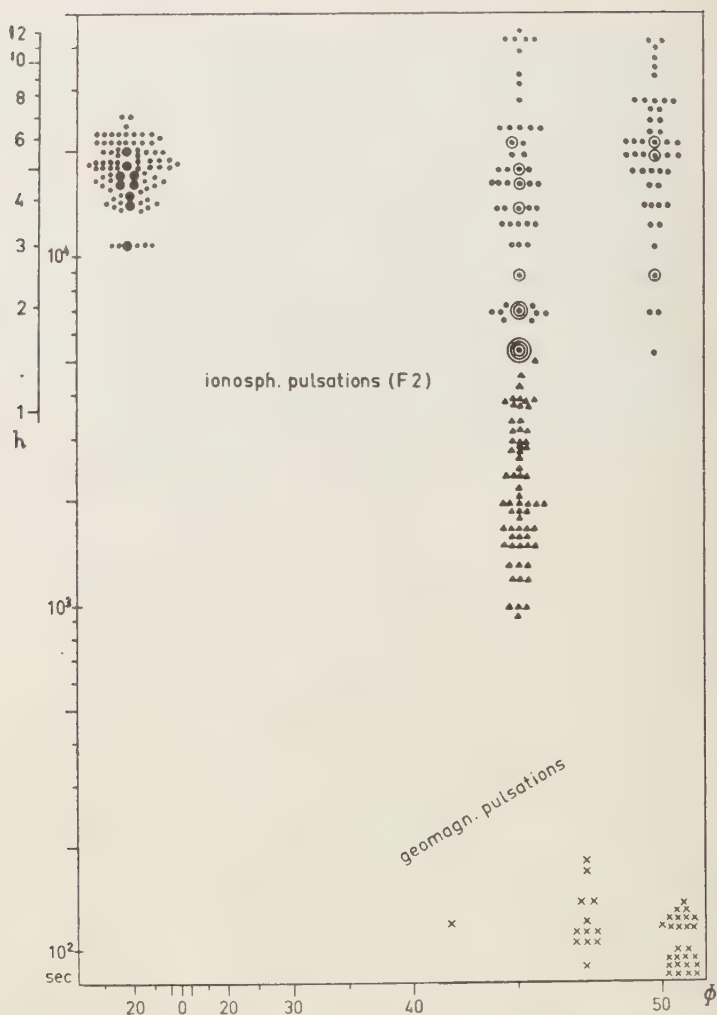 12
10
8
6
4
3
2
1
h
10⁴
10³
10²
sec
ionosph. pulsations (F2)
geomagn. pulsations
20 0 20 30 40 50 Φ